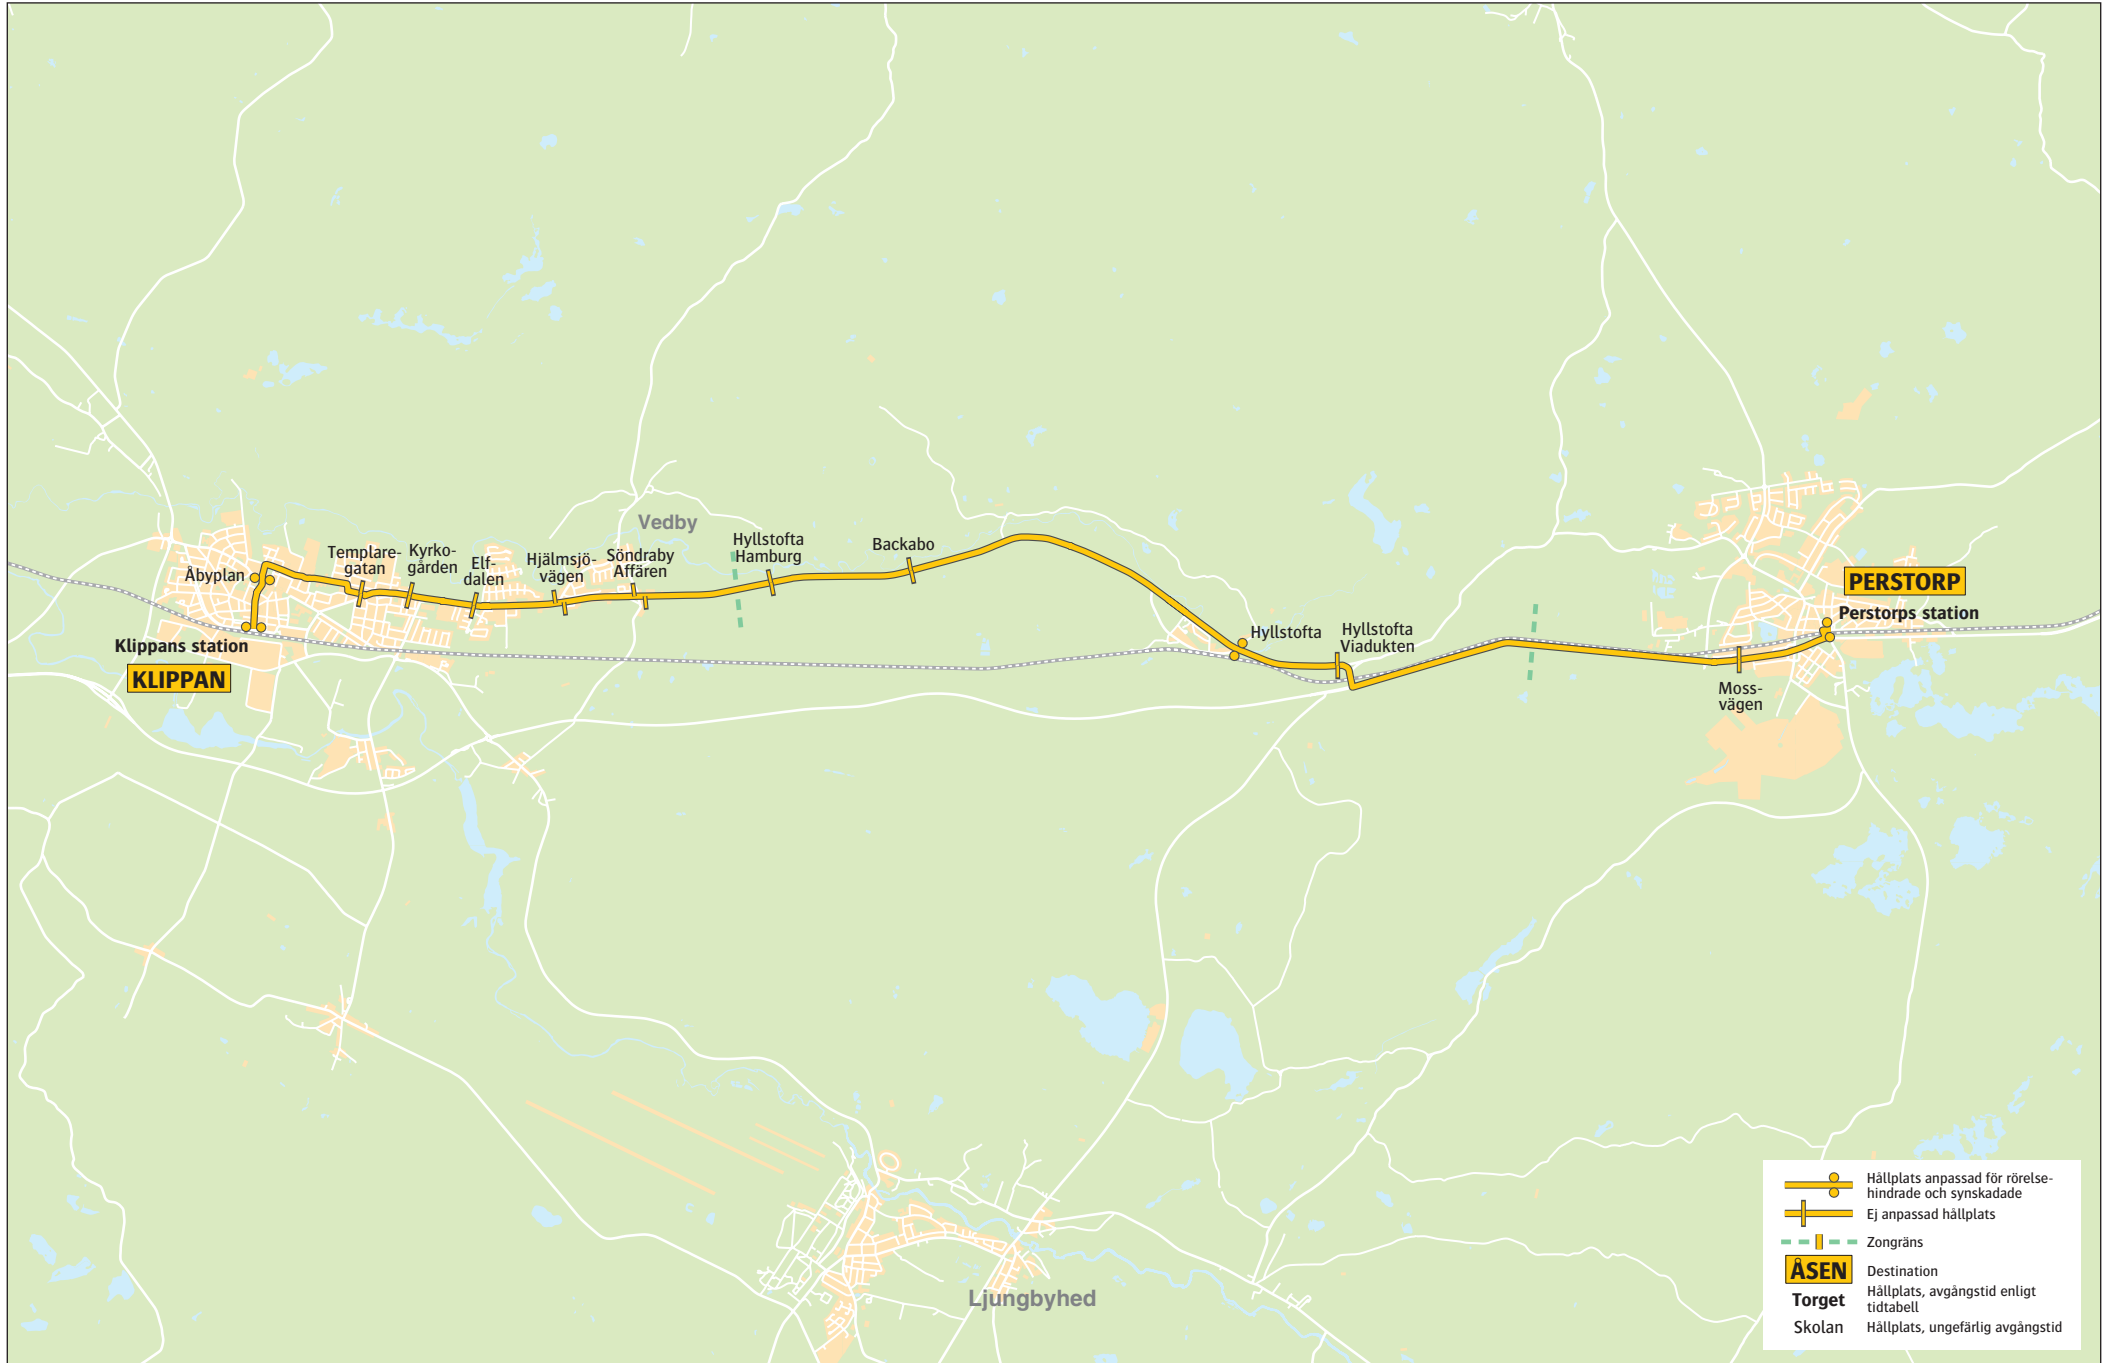 Vedby
Templare-
gatan
Kyrko-
gården
Elf-
dalen
Hjälmsjö-
vägen
Söndraby
Affären
Hyllstofta
Hamburg
Backabo
Åbyplan
Klippans station
KLIPPAN
Hyllstofta
Hyllstofta
Viadukten
PERSTORP
Perstorps station
Moss-
vägen
Ljungbyhed
Hållplats anpassad för rörelse-
hindrade och synskadade
Ej anpassad hållplats
Zongräns
ÅSEN Destination
Torget Hållplats, avgångstid enligt
tidtabell
Skolan Hållplats, ungefärlig avgångstid